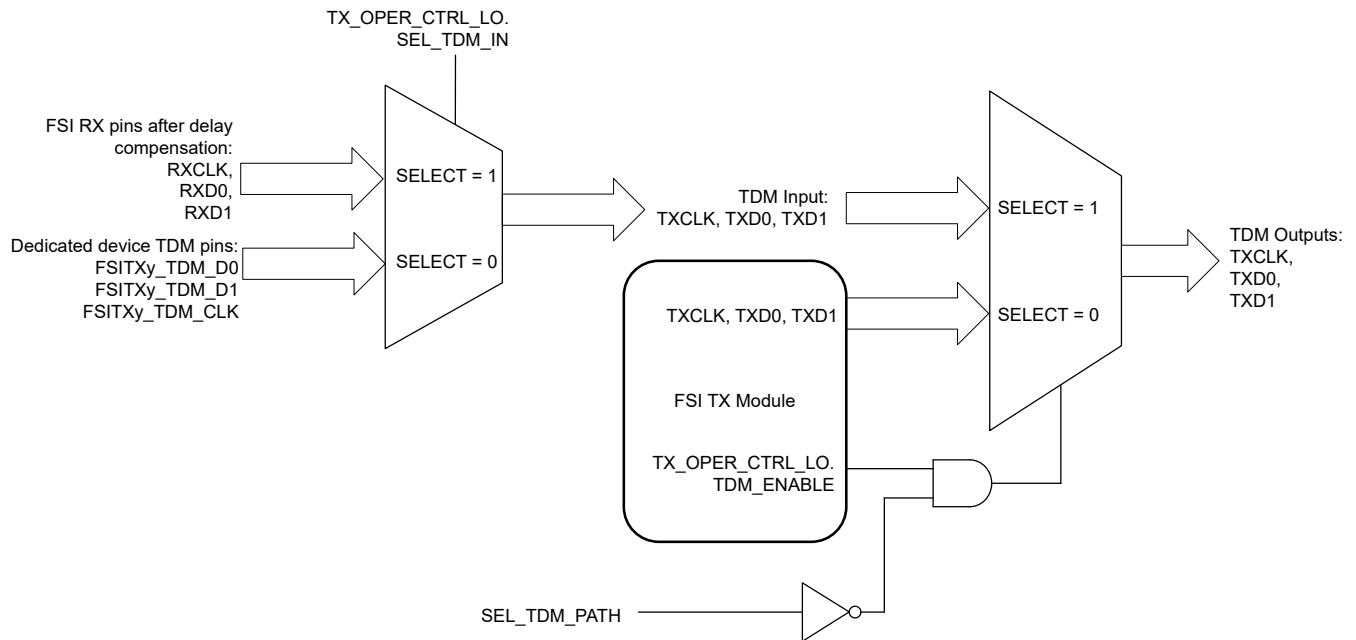 TX_OPER_CTRL_LO.
SEL_TDM_IN
FSI RX pins after delay
compensation:
RXCLK,
RXD0,
RXD1
SELECT = 1
Dedicated device TDM pins:
FSITXy_TDM_D0
FSITXy_TDM_D1
FSITXy_TDM_CLK
SELECT = 0
TDM Input:
TXCLK, TXD0, TXD1
SELECT = 1
TXCLK, TXD0, TXD1
SELECT = 0
TDM Outputs:
TXCLK,
TXD0,
TXD1
FSI TX Module
TX_OPER_CTRL_LO.
TDM_ENABLE
SEL_TDM_PATH